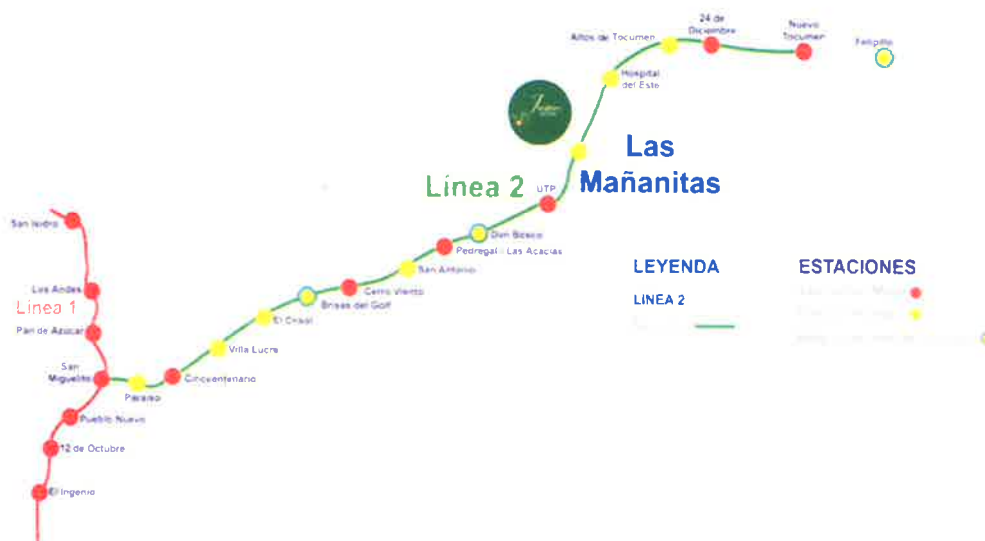 24 de
Diciembre
Nuevo
Tocumen
Altos de Tocumen
Felipillo
Hospital
del Este
Las
Mañanitas
Línea 2
UTP
Don Bosco
Pedregal - Las Acacias
San Antonio
Cerro Viento
Brisas del Golf
El Crisol
Villa Lucre
Cincuentenario
Paraíso
San Isidro
Los Andes
Línea 1
Pan de Azúcar
San
Miguelito
Pueblo Nuevo
12 de Octubre
El Ingenio
LEYENDA
LINEA 2
ESTACIONES